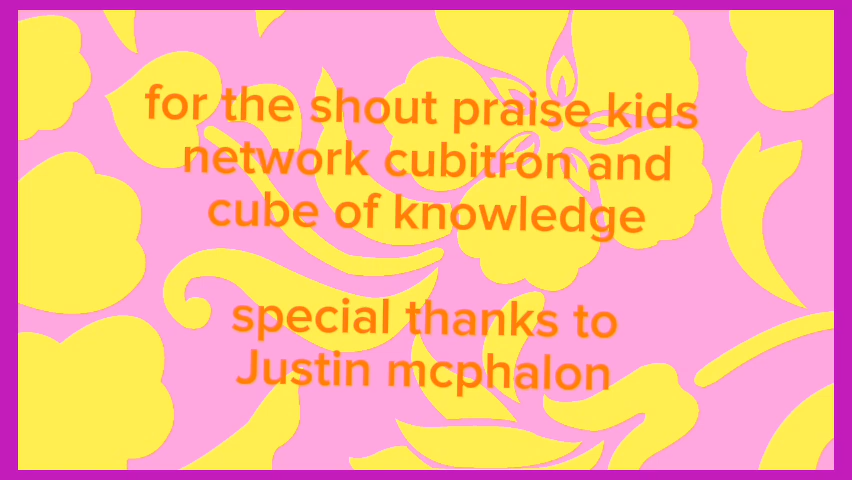 for the shout praise kids
network cubitron and
cube of knowledge
special thanks to
Justin mcphalon